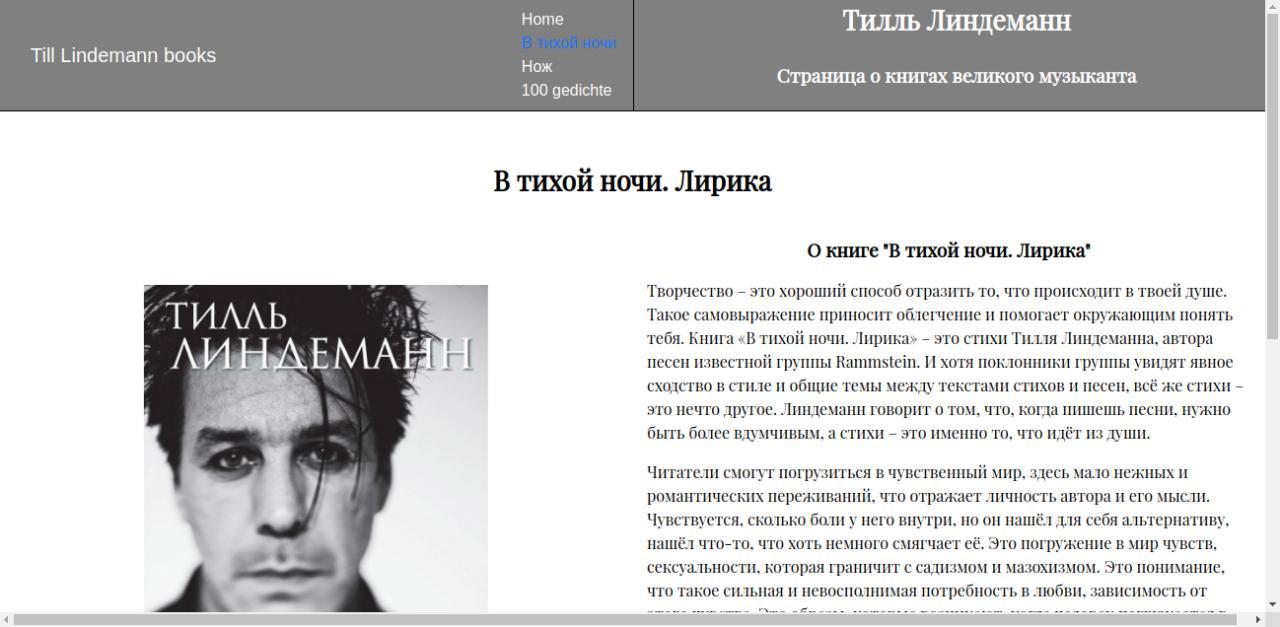 Till Lindemann books
Home
В тихой ночи
Нож
100 gedichte
Тилль Линдеманн
Страница о книгах великого музыканта
В тихой ночи. Лирика
ТИЛЛЬ
ЛИНДЕМАНН
О книге "В тихой ночи. Лирика"
Творчество – это хороший способ отразить то, что происходит в твоей душе.
Такое самовыражение приносит облегчение и помогает окружающим понять
тебя. Книга «В тихой ночи. Лирика» – это стихи Тилля Линдеманна, автора
песен известной группы Rammstein. И хотя поклонники группы увидят явное
сходство в стиле и общие темы между текстами стихов и песен, всё же стихи –
это нечто другое. Линдеманн говорит о том, что, когда пишешь песни, нужно
быть более вдумчивым, а стихи – это именно то, что идёт из души.
Читатели смогут погрузиться в чувственный мир, здесь мало нежных и
романтических переживаний, что отражает личность автора и его мысли.
Чувствуется, сколько боли у него внутри, но он нашёл для себя альтернативу,
нашёл что-то, что хоть немного смягчает её. Это погружение в мир чувств,
сексуальности, которая граничит с садизмом и мазохизмом. Это понимание,
что такое сильная и невосполнимая потребность в любви, зависимость от